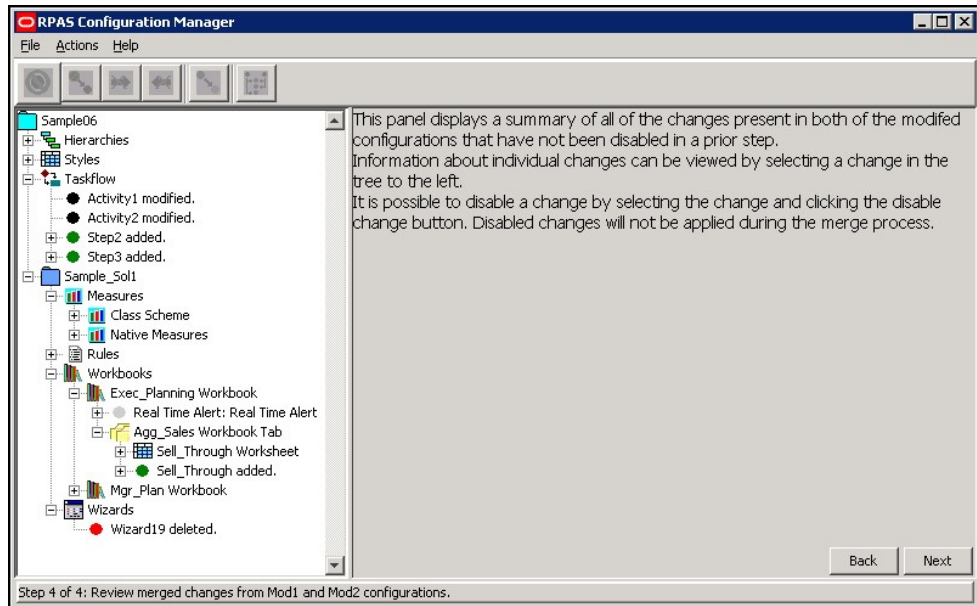 RPAS Configuration Manager
File Actions Help
Sample06
Hierarchies
Styles
Taskflow
Activity1 modified.
Activity2 modified.
Step2 added.
Step3 added.
Sample_Sol1
Measures
Class Scheme
Native Measures
Rules
Workbooks
Exec_Planning Workbook
Real Time Alert: Real Time Alert
Agg_Sales Workbook Tab
Sell_Through Worksheet
Sell_Through added.
Mgr_Plan Workbook
Wizards
Wizard19 deleted.
This panel displays a summary of all of the changes present in both of the modifed
configurations that have not been disabled in a prior step.
Information about individual changes can be viewed by selecting a change in the
tree to the left.
It is possible to disable a change by selecting the change and clicking the disable
change button. Disabled changes will not be applied during the merge process.
Back Next
Step 4 of 4: Review merged changes from Mod1 and Mod2 configurations.